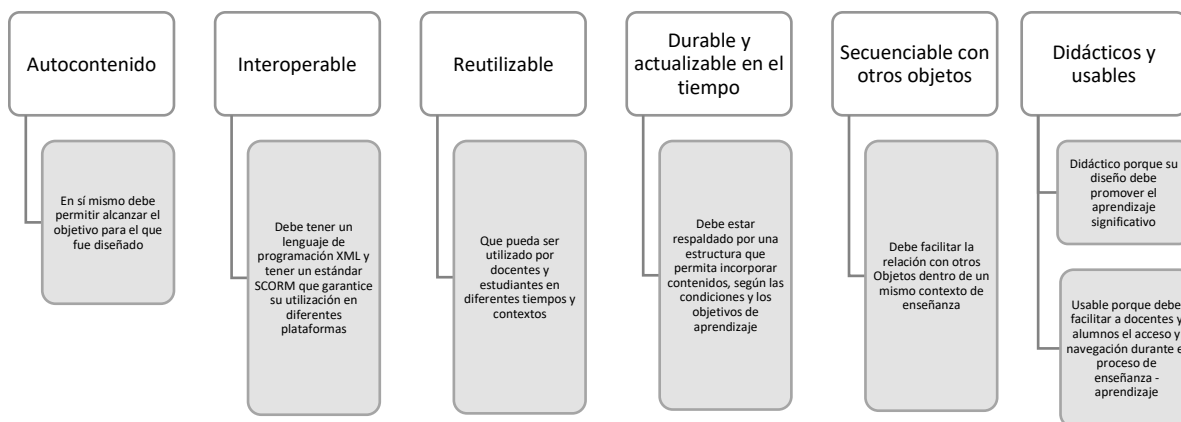 Autocontenido
En sí mismo debe
permitir alcanzar el
objetivo para el que
fue diseñado
Interoperable
Debe tener un
lenguaje de
programación XML y
tener un estándar
SCORM que garantice
su utilización en
diferentes
plataformas
Reutilizable
Que pueda ser
utilizado por
docentes y
estudiantes en
diferentes tiempos y
contextos
Durable y
actualizable en el
tiempo
Debe estar
respaldado por una
estructura que
permita incorporar
contenidos, según las
condiciones y los
objetivos de
aprendizaje
Secuenciable con
otros objetos
Debe facilitar la
relación con otros
Objetos dentro de un
mismo contexto de
enseñanza
Didácticos y
usables
Didáctico porque su
diseño debe
promover el
aprendizaje
significativo
Usable porque debe
facilitar a docentes y
alumnos el acceso y
navegación durante e
proceso de
enseñanza -
aprendizaje